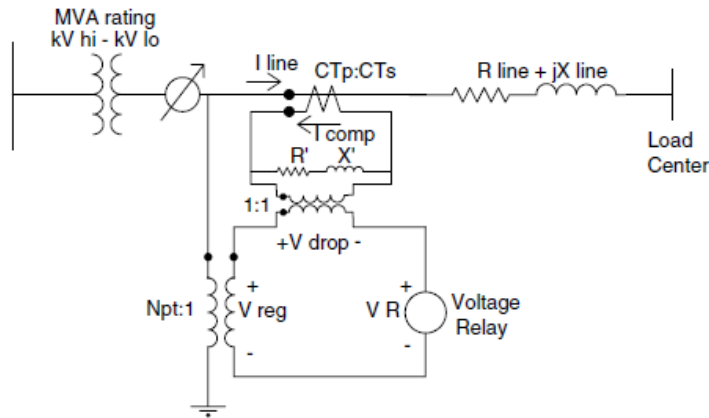 MVA rating
kV hi - kV lo
I line
CTp:CTs
R line + jX line
I comp
Load
Center
R'
X'
1:1
+V drop -
Npt:1
+
V reg
-
+
V R
-
Voltage
Relay